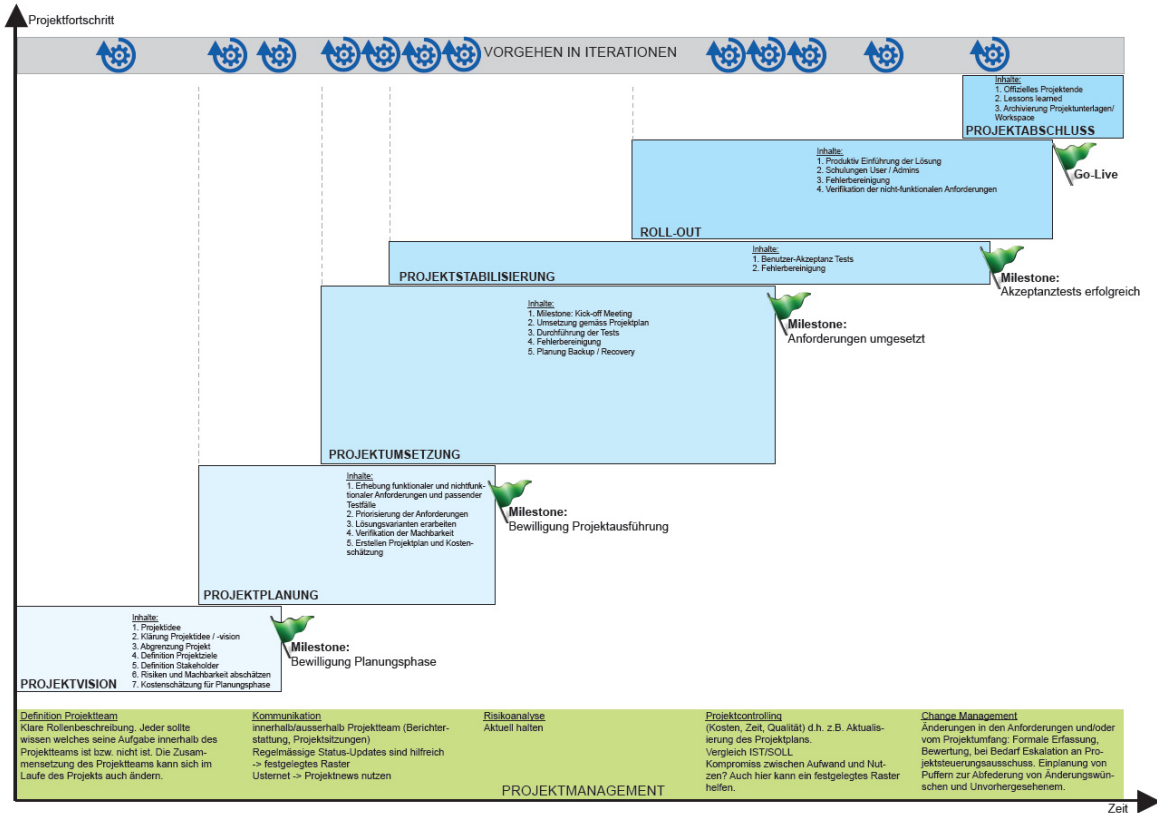 Projektfortschritt
VORGEHEN IN ITERATIONEN
Inhalte:
1. Offizielles Projektende
2. Lessons learned
3. Archivierung Projektunterlagen/
Workspace
PROJEKTABSCHLUSS
Inhalte:
1. Produktiv Einführung der Lösung
2. Schulungen User / Admins
3. Fehlerbereinigung
4. Verifikation der nicht-funktionalen Anforderungen
ROLL-OUT
Go-Live
Inhalte:
1. Benutzer-Akzeptanz Tests
2. Fehlerbereinigung
PROJEKTSTABILISIERUNG
Milestone:
Akzeptanztests erfolgreich
Inhalte:
1. Milestone: Kick-off Meeting
2. Umsetzung gemäss Projektplan
3. Durchführung der Tests
4. Fehlerbereinigung
5. Planung Backup / Recovery
PROJEKTUMSETZUNG
Milestone:
Anforderungen umgesetzt
Inhalte:
1. Erhebung funktionaler und nichtfunk-
tionaler Anforderungen und passender
Testfälle
2. Priorisierung der Anforderungen
3. Lösungsvarianten erarbeiten
4. Verifikation der Machbarkeit
5. Erstellen Projektplan und Kosten-
schätzung
PROJEKTPLANUNG
Milestone:
Bewilligung Projektausführung
Inhalte:
1. Projektidee
2. Klärung Projektidee / -vision
3. Abgrenzung Projekt
4. Definition Projektziele
5. Definition Stakeholder
6. Risiken und Machbarkeit abschätzen
7. Kostenschätzung für Planungsphase
PROJEKTVISION
Milestone:
Bewilligung Planungsphase
Definition Projektteam
Klare Rollenbeschreibung. Jeder sollte
wissen welches seine Aufgabe innerhalb des
Projektteams ist bzw. nicht ist. Die Zusam-
mensetzung des Projektteams kann sich im
Laufe des Projekts auch ändern.
Kommunikation
innerhalb/ausserhalb Projektteam (Berichter-
stattung, Projektsitzungen)
Regelmässige Status-Updates sind hilfreich
-> festgelegtes Raster
Usternet -> Projektnews nutzen
Risikoanalyse
Aktuell halten
Projektcontrolling
(Kosten, Zeit, Qualität) d.h. z.B. Aktualis-
ierung des Projektplans.
Vergleich IST/SOLL
Kompromiss zwischen Aufwand und Nut-
zen? Auch hier kann ein festgelegtes Raster
helfen.
Change Management
Änderungen in den Anforderungen und/oder
vom Projektumfang: Formale Erfassung,
Bewertung, bei Bedarf Eskalation an Pro-
jektsteuerungsausschuss. Einplanung von
Puffern zur Abfederung von Änderungswün-
schen und Unvorhergesehenem.
PROJEKTMANAGEMENT
Zeit